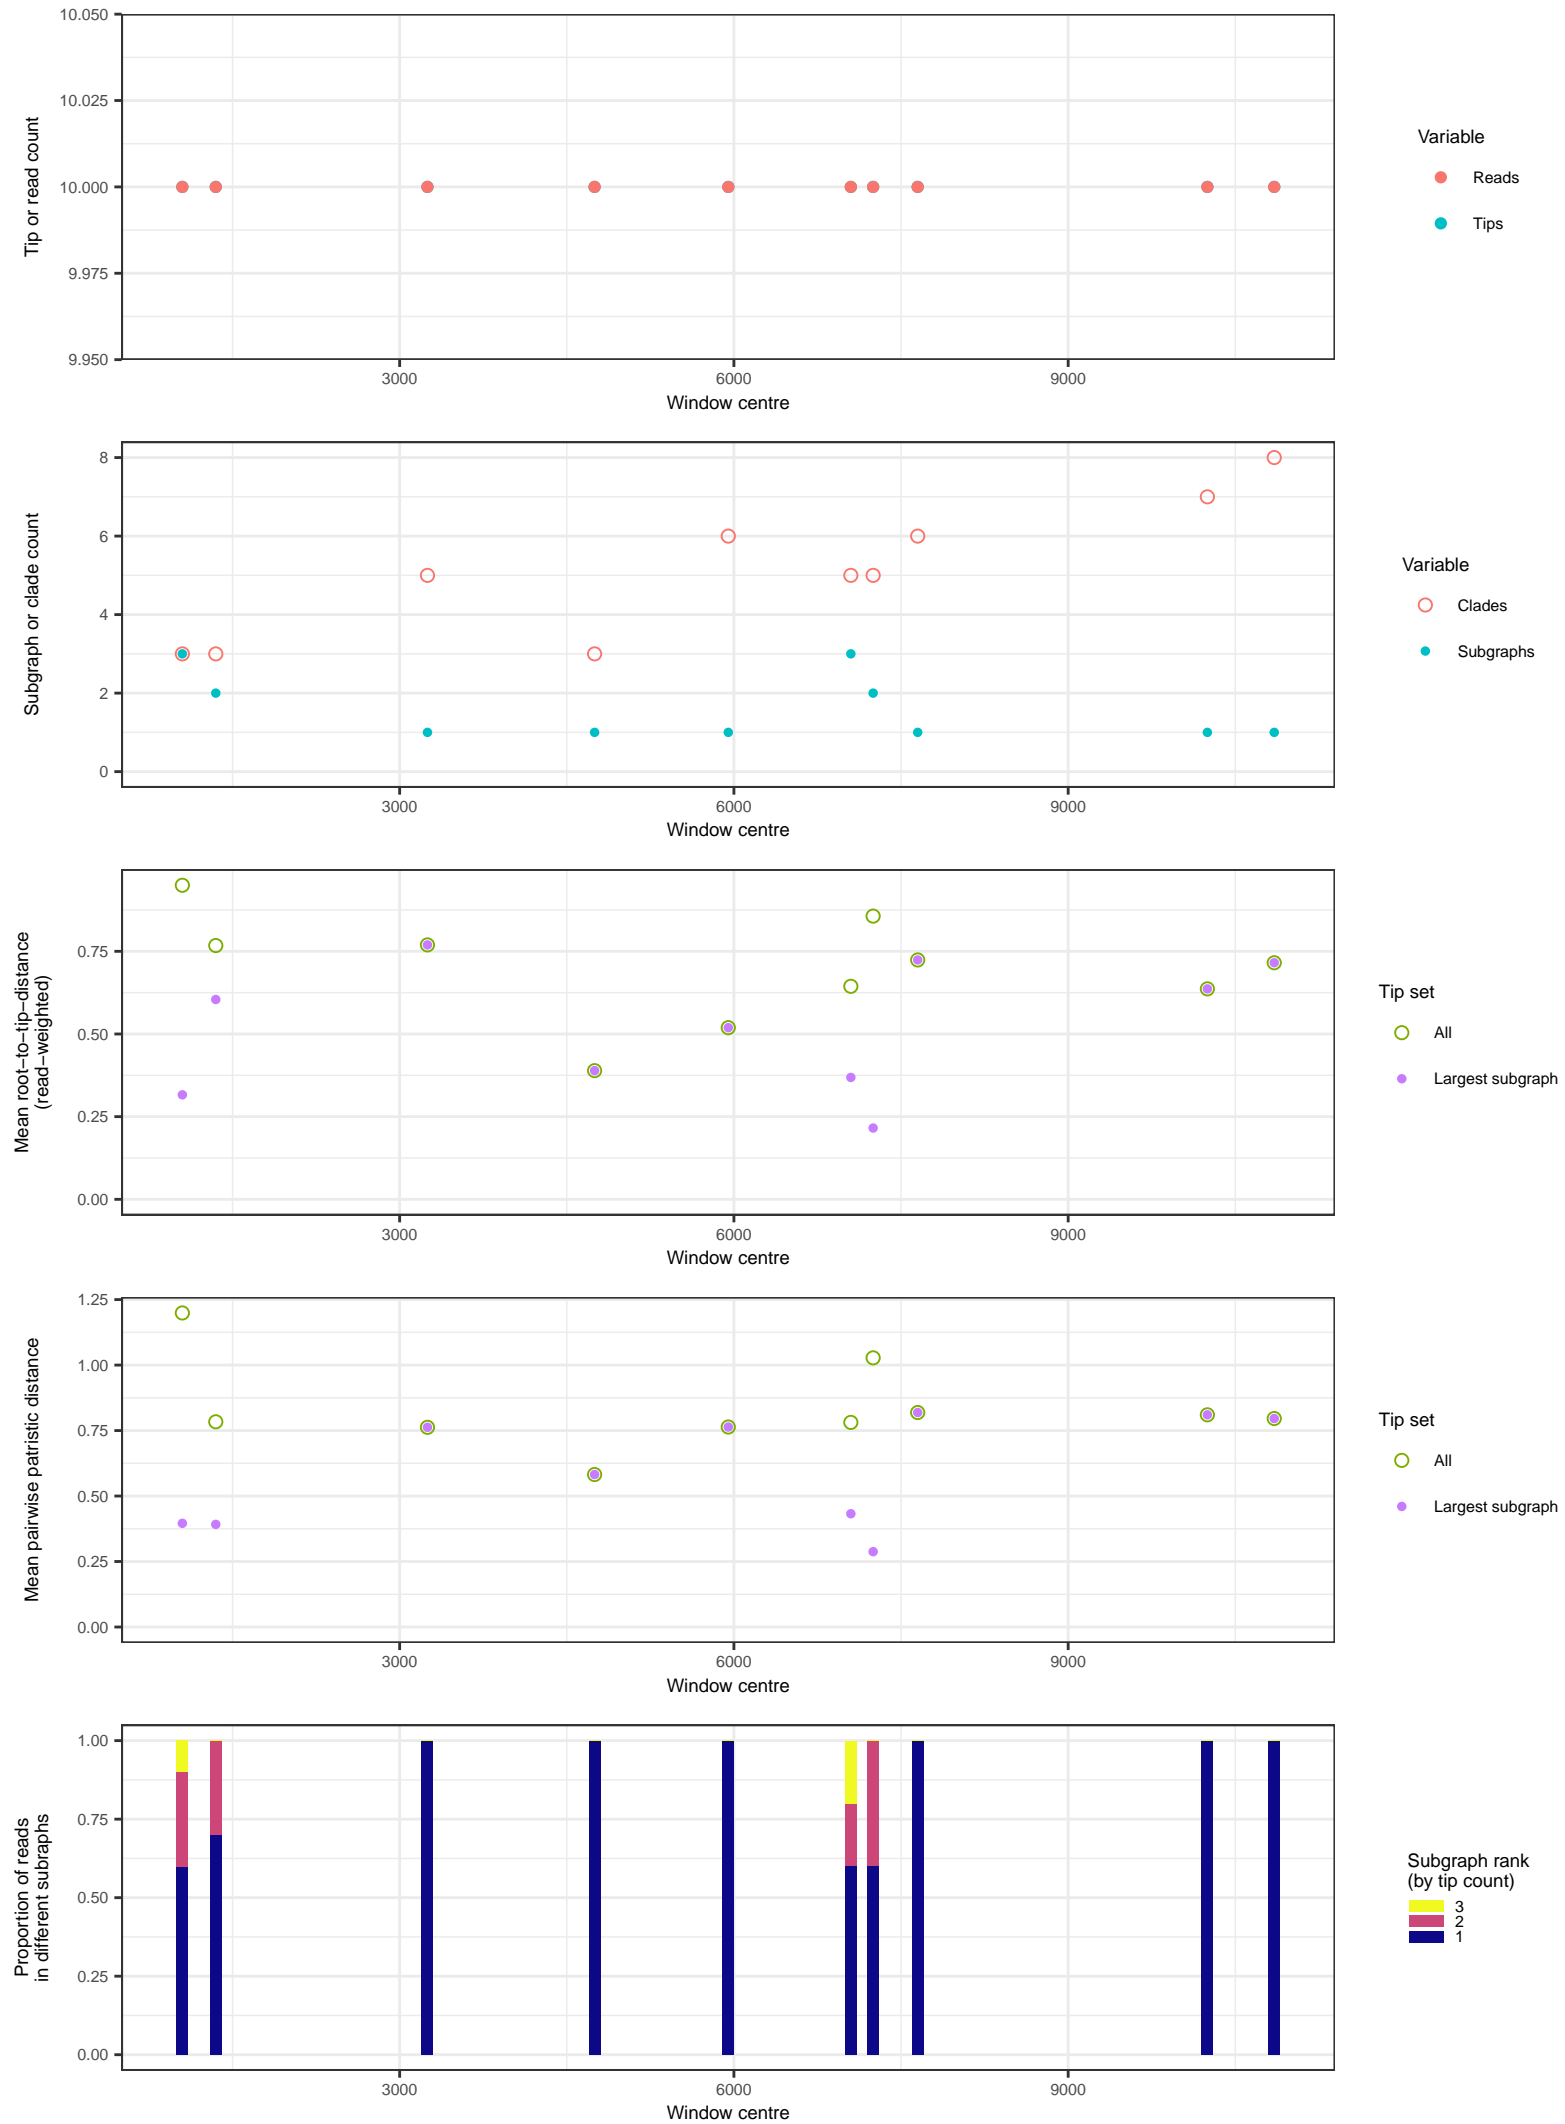 10.050
10.025
10.000
9.975
9.950
Tip or read count
3000 6000 9000
Window centre
Variable
Reads
Tips
8
6
4
2
0
Subgraph or clade count
3000 6000 9000
Window centre
Variable
Clades
Subgraphs
0.75
0.50
0.25
0.00
Mean root−to−tip−distance
(read−weighted)
3000 6000 9000
Window centre
Tip set
All
Largest subgraph
1.25
1.00
0.75
0.50
0.25
0.00
Mean pairwise patristic distance
3000 6000 9000
Window centre
Tip set
All
Largest subgraph
1.00
0.75
0.50
0.25
0.00
Proportion of reads
in different subraphs
3000 6000 9000
Window centre
Subgraph rank
(by tip count)
3
2
1